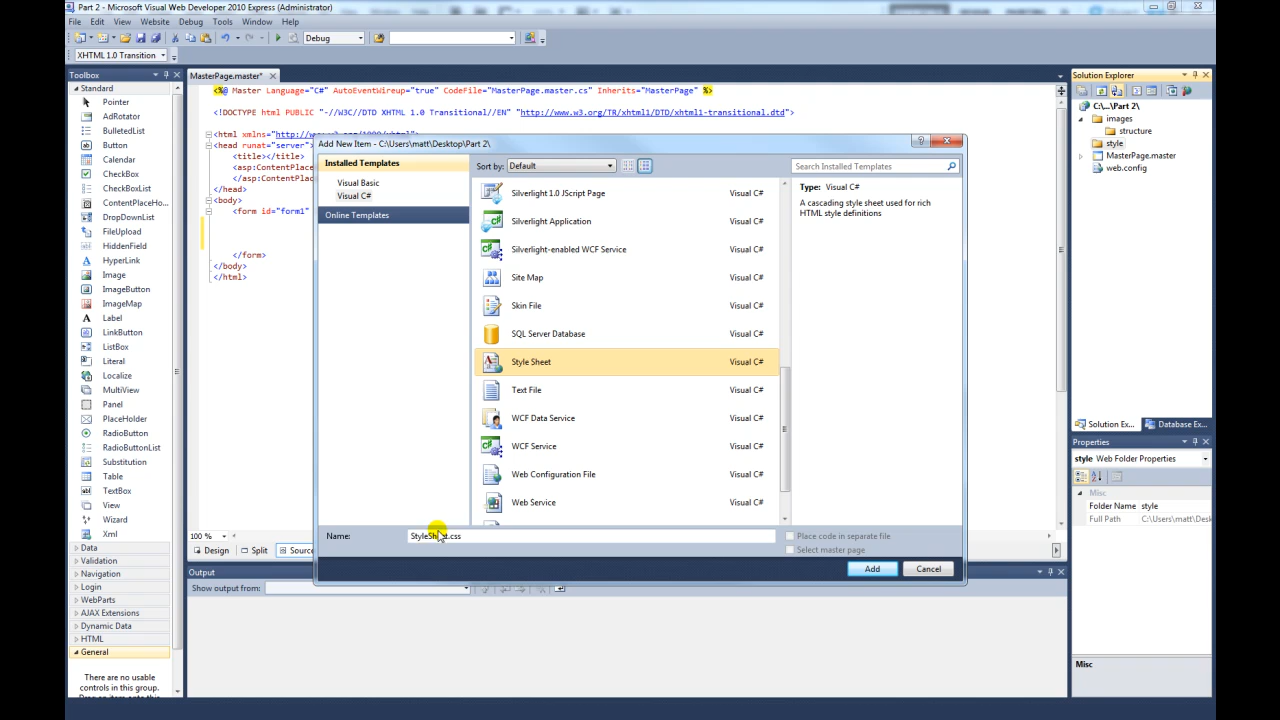 Part 2 - Microsoft Visual Web Developer 2010 Express (Administrator)
File Edit View Website Debug Tools Window Help
Debug
XHTML 1.0 Transition
Toolbox
Standard
Pointer
AdRotator
BulletedList
Button
Calendar
CheckBox
CheckBoxList
ContentPlaceHo...
DropDownList
FileUpload
HiddenField
HyperLink
Image
ImageButton
ImageMap
Label
LinkButton
ListBox
Literal
Localize
MultiView
Panel
PlaceHolder
RadioButton
RadioButtonList
Substitution
Table
TextBox
View
Wizard
Xml
Data
Validation
Navigation
Login
WebParts
AJAX Extensions
Dynamic Data
HTML
General
There are no usable
controls in this group.
MasterPage.master*
<%@ Master Language="C#" AutoEventWireup="true" CodeFile="MasterPage.master.cs" Inherits="MasterPage" %>
<!DOCTYPE html PUBLIC "-//W3C//DTD XHTML 1.0 Transitional//EN" "http://www.w3.org/TR/xhtml1/DTD/xhtml1-transitional.dtd">
<head runat="server">
<title></title>
<asp:ContentPlace
</asp:ContentPla
</head>
<body>
<form id="form1"
</form>
</body>
</html>
100 %
Design Split Source
Add New Item - C:\Users\matt\Desktop\Part 2\
Installed Templates
Visual Basic
Visual C#
Online Templates
Sort by: Default
Search Installed Templates
Silverlight 1.0 JScript Page Visual C#
Silverlight Application Visual C#
Silverlight-enabled WCF Service Visual C#
Site Map Visual C#
Skin File Visual C#
SQL Server Database Visual C#
Style Sheet Visual C#
Text File Visual C#
WCF Data Service Visual C#
WCF Service Visual C#
Web Configuration File Visual C#
Web Service Visual C#
Type: Visual C#
A cascading style sheet used for rich
HTML style definitions
Name: StyleSheet.css
Place code in separate file
Select master page
Add Cancel
Output
Show output from:
Solution Explorer
C:\...\Part 2\
images
structure
style
MasterPage.master
web.config
Solution Ex... Database Ex...
Properties
style Web Folder Properties
Misc
Folder Name style
Full Path C:\Users\matt\Desk
Misc